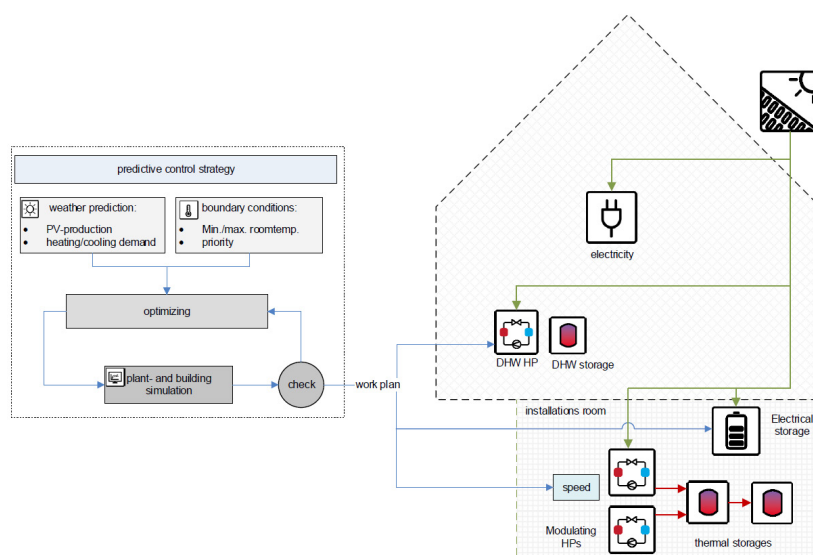 predictive control strategy
weather prediction:
• PV-production
• heating/cooling demand
boundary conditions:
• Min./max. roomtemp.
• priority
optimizing
plant- and building
simulation
check
work plan
electricity
DHW HP
DHW storage
installations room
Electrical
storage
speed
Modulating
HPs
thermal storages